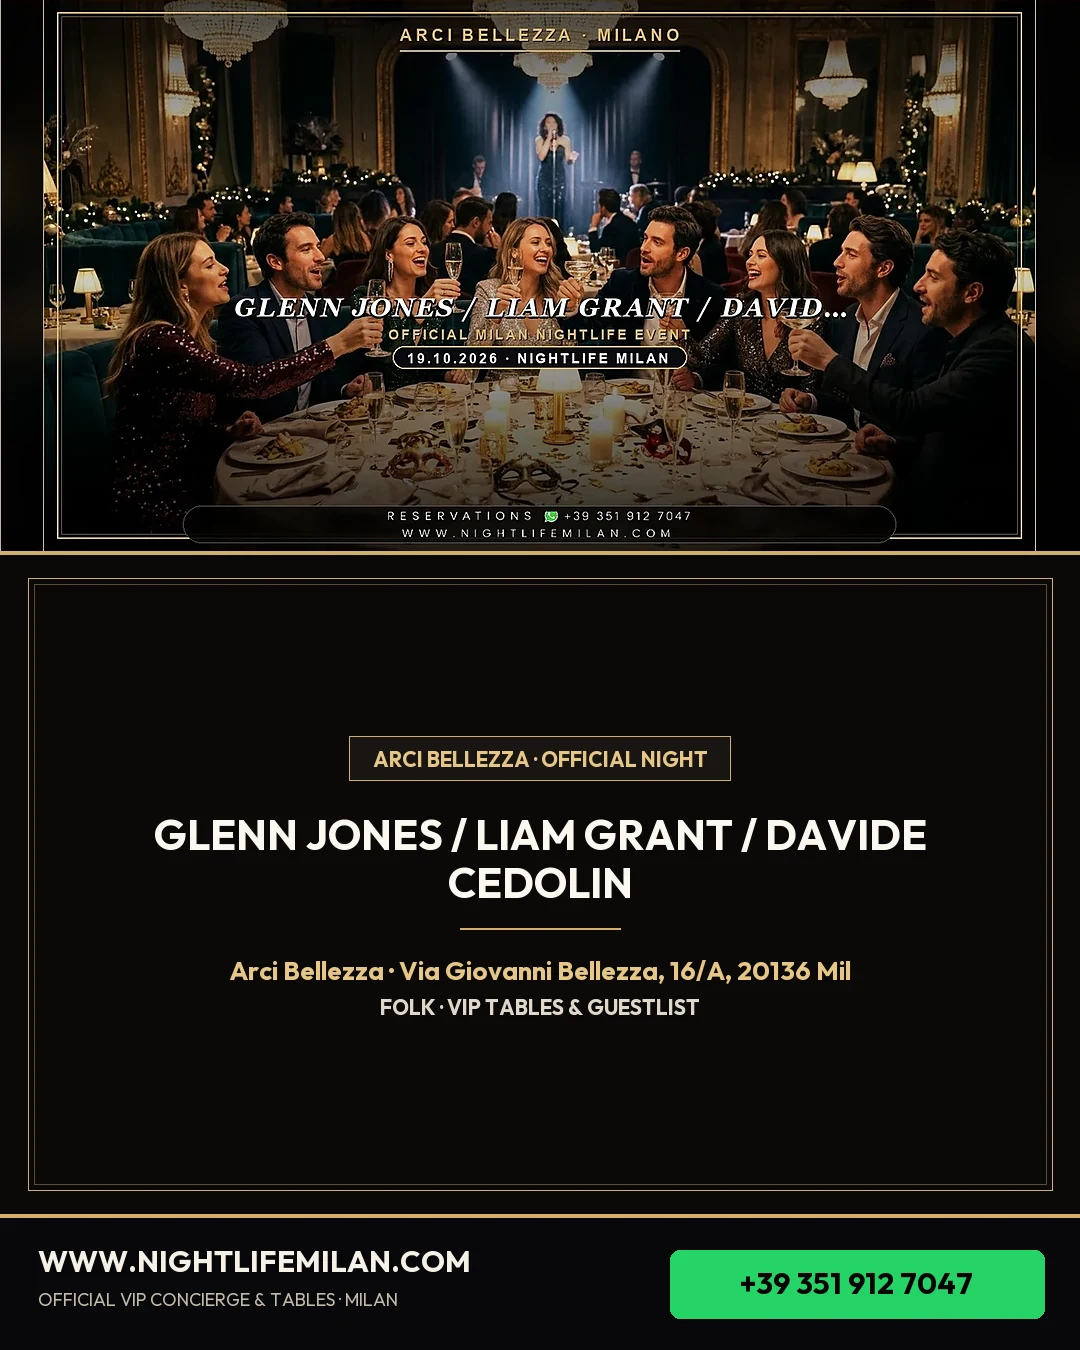 ARCI BELLEZZA · MILANO
GLENN JONES / LIAM GRANT / DAVID...
OFFICIAL MILAN NIGHTLIFE EVENT
19.10.2026 · NIGHTLIFE MILAN
RESERVATIONS +39 351 912 7047
WWW.NIGHTLIFEMILAN.COM
ARCI BELLEZZA · OFFICIAL NIGHT
GLENN JONES / LIAM GRANT / DAVIDE
CEDOLIN
Arci Bellezza · Via Giovanni Bellezza, 16/A, 20136 Mil
FOLK · VIP TABLES & GUESTLIST
WWW.NIGHTLIFEMILAN.COM
+39 351 912 7047
OFFICIAL VIP CONCIERGE & TABLES · MILAN